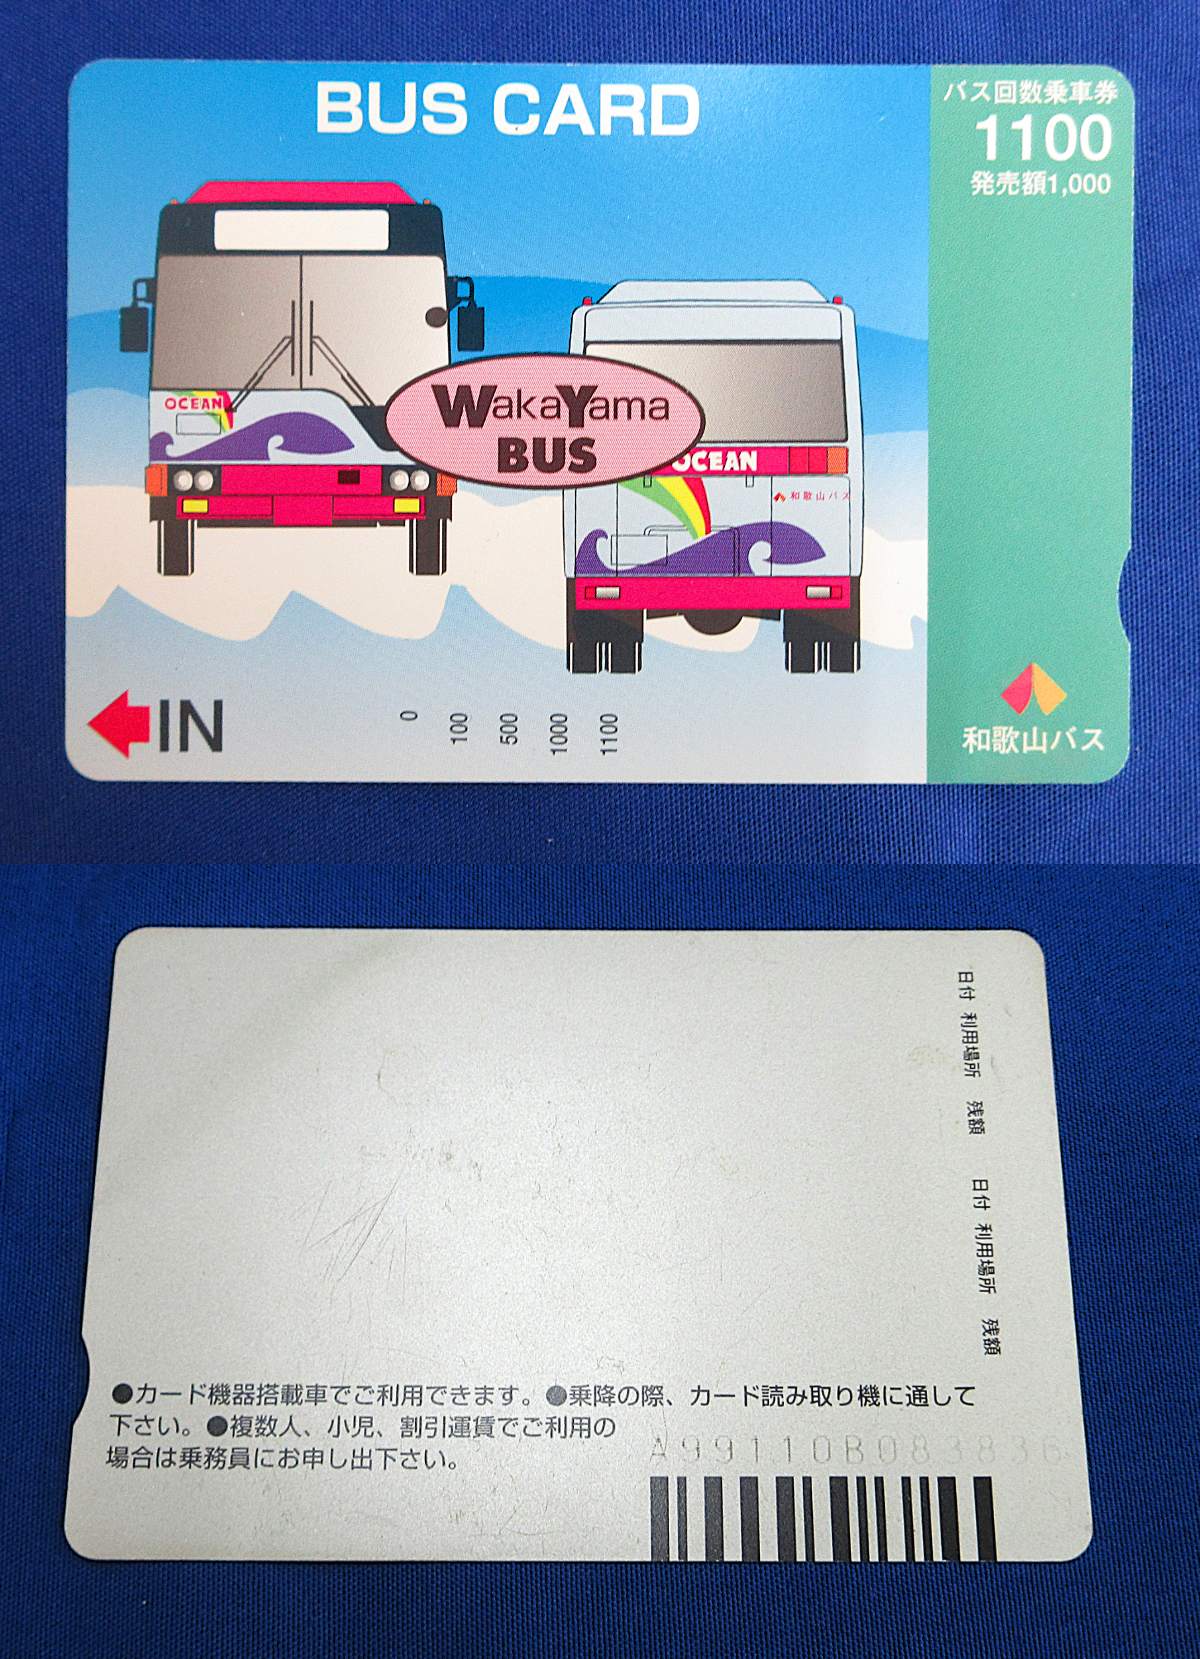 BUS CARD
バス回数乗車券
1100
発売額1,000
OCEAN
WakaYama
BUS
OCEAN
和歌山バス
IN
0
100
500
1000
1100
和歌山バス
日付 利用場所 残額 日付 利用場所 残額
●カード機器搭載車でご利用できます。●乗降の際、カード読み取り機に通して
下さい。●複数人、小児、割引運賃でご利用の
場合は乗務員にお申し出下さい。
A99110B083836